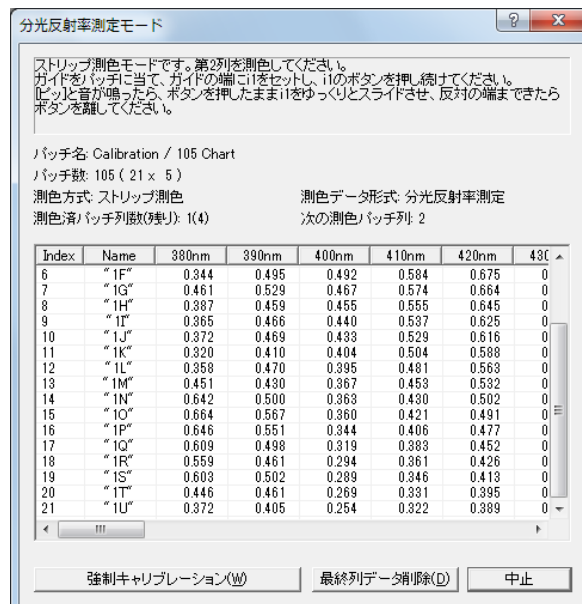 分光反射率測定モード
ストリップ測色モードです。第2列を測色してください。
ガイドをパッチに当て、ガイドの端にi1をセットし、i1のボタンを押し続けてください。
[ピッ]と音が鳴ったら、ボタンを押したままi1をゆっくりとスライドさせ、反対の端まできたら
ボタンを離してください。
パッチ名: Calibration / 105 Chart
パッチ数: 105 ( 21 x 5 )
測色方式: ストリップ測色 測色データ形式: 分光反射率測定
測色済パッチ列数(残り): 1(4) 次の測色パッチ列: 2
Index Name 380nm 390nm 400nm 410nm 420nm 430
6 "1F" 0.344 0.495 0.492 0.584 0.675 0
7 "1G" 0.461 0.529 0.467 0.574 0.664 0
8 "1H" 0.387 0.459 0.455 0.555 0.645 0
9 "1I" 0.365 0.466 0.440 0.537 0.625 0
10 "1J" 0.372 0.469 0.433 0.529 0.616 0
11 "1K" 0.320 0.410 0.404 0.504 0.588 0
12 "1L" 0.358 0.470 0.395 0.481 0.563 0
13 "1M" 0.451 0.430 0.367 0.453 0.532 0
14 "1N" 0.642 0.500 0.363 0.430 0.502 0
15 "1O" 0.664 0.567 0.360 0.421 0.491 0
16 "1P" 0.646 0.551 0.344 0.406 0.477 0
17 "1Q" 0.609 0.498 0.319 0.383 0.452 0
18 "1R" 0.559 0.461 0.294 0.361 0.426 0
19 "1S" 0.603 0.502 0.289 0.346 0.413 0
20 "1T" 0.446 0.461 0.269 0.331 0.395 0
21 "1U" 0.372 0.405 0.254 0.322 0.389 0
強制キャリブレーション(W) 最終列データ削除(D) 中止